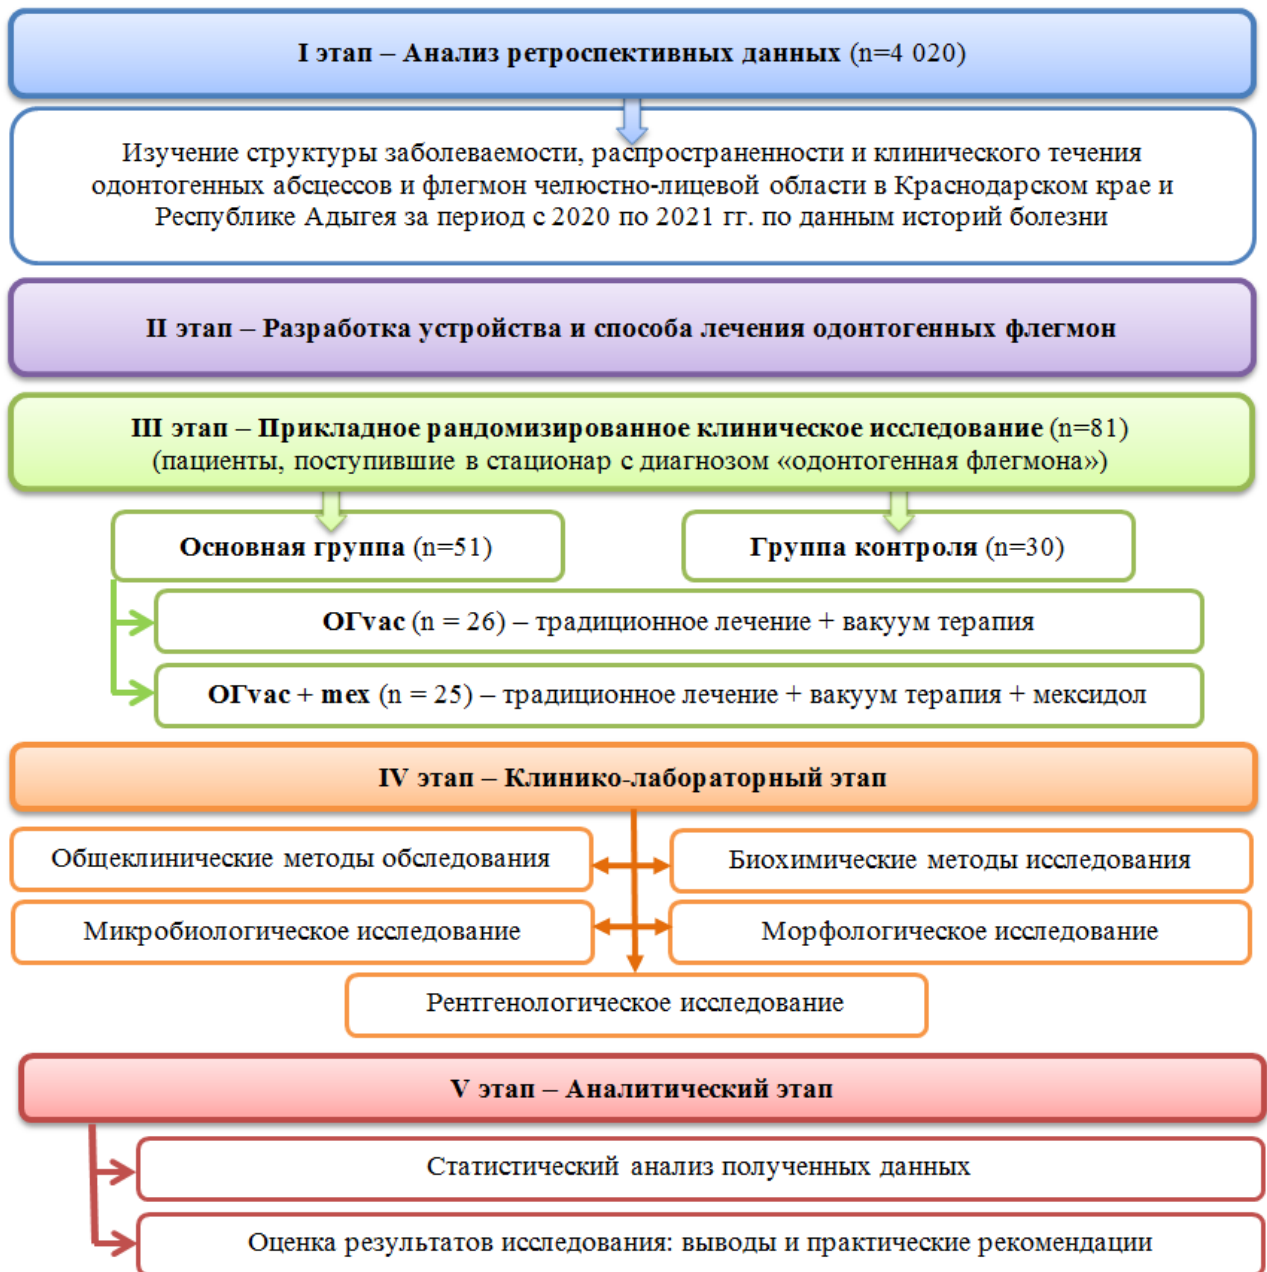 I этап – Анализ ретроспективных данных (n=4 020)
Изучение структуры заболеваемости, распространенности и клинического течения
одонтогенных абсцессов и флегмон челюстно-лицевой области в Краснодарском крае и
Республике Адыгея за период с 2020 по 2021 гг. по данным историй болезни
II этап – Разработка устройства и способа лечения одонтогенных флегмон
III этап – Прикладное рандомизированное клиническое исследование (n=81)
(пациенты, поступившие в стационар с диагнозом «одонтогенная флегмона»)
Основная группа (n=51)
Группа контроля (n=30)
ОГvac (n = 26) – традиционное лечение + вакуум терапия
ОГvac + mex (n = 25) – традиционное лечение + вакуум терапия + мексидол
IV этап – Клинико-лабораторный этап
Общеклинические методы обследования
Биохимические методы исследования
Микробиологическое исследование
Морфологическое исследование
Рентгенологическое исследование
V этап – Аналитический этап
Статистический анализ полученных данных
Оценка результатов исследования: выводы и практические рекомендации